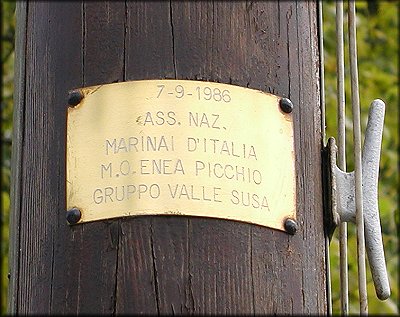 7-9-1986
ASS. NAZ.
MARINAI D'ITALIA
M.O. ENEA PICCHIO
GRUPPO VALLE SUSA